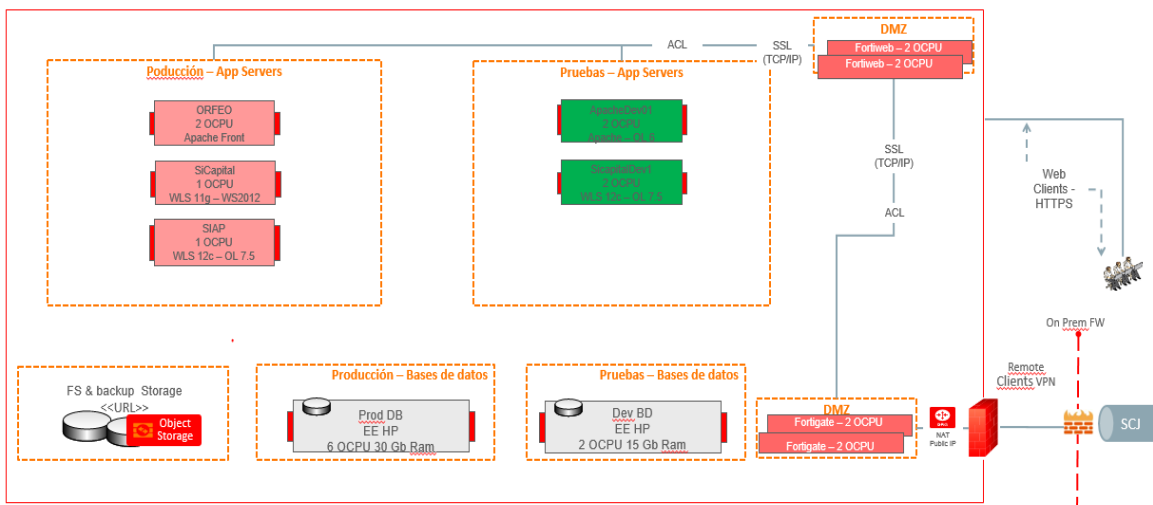 DMZ
Fortiweb – 2 OCPU
Fortiweb – 2 OCPU
ACL
SSL
(TCP/IP)
Poducción – App Servers
ORFEO
2 OCPU
Apache Front
SiCapital
1 OCPU
WLS 11g – WS2012
SIAP
1 OCPU
WLS 12c – OL 7.5
Pruebas – App Servers
ApacheDev01
2 OCPU
Apache – OL 8
SicapitalDev1
2 OCPU
WLS 12c – OL 7.5
SSL
(TCP/IP)
ACL
Web
Clients -
HTTPS
On Prem FW
Remote
Clients VPN
FS & backup Storage
<<URL>>
Object
Storage
Producción – Bases de datos
Prod DB
EE HP
6 OCPU 30 Gb Ram
Pruebas – Bases de datos
Dev BD
EE HP
2 OCPU 15 Gb Ram
DMZ
Fortigate – 2 OCPU
Fortigate – 2 OCPU
NAT
Public IP
SCJ